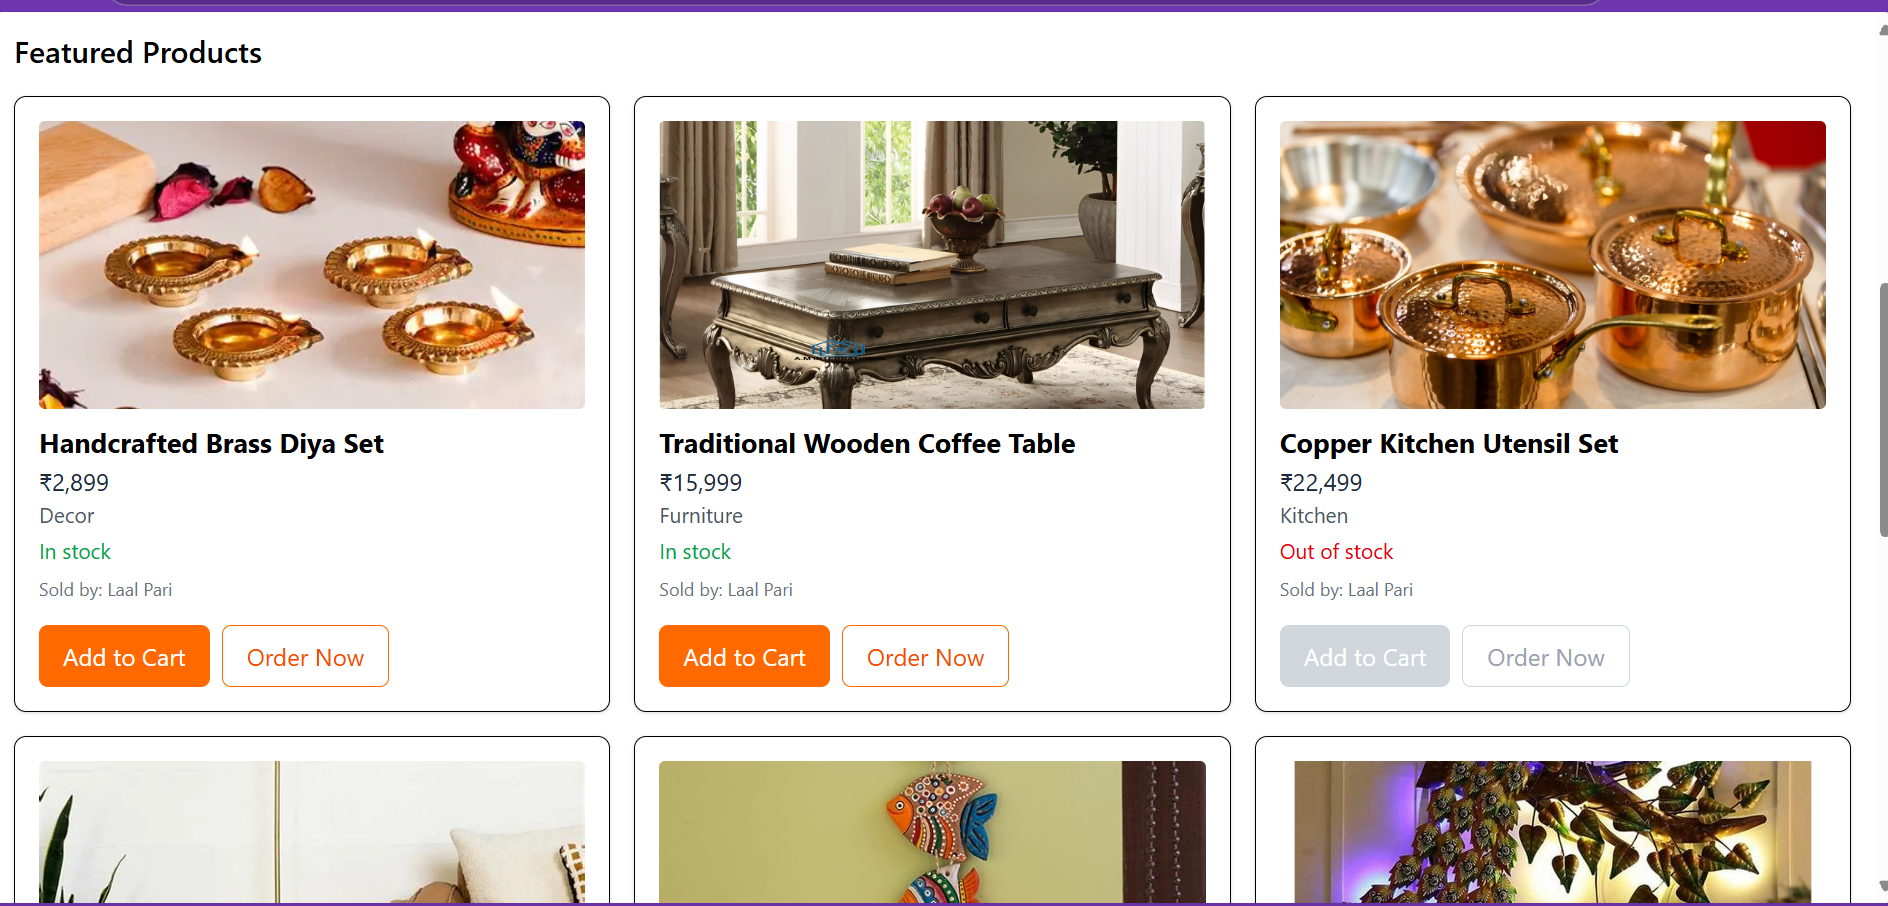 Featured Products
Handcrafted Brass Diya Set
₹2,899
Decor
In stock
Sold by: Laal Pari
Add to Cart
Order Now
Traditional Wooden Coffee Table
₹15,999
Furniture
In stock
Sold by: Laal Pari
Add to Cart
Order Now
Copper Kitchen Utensil Set
₹22,499
Kitchen
Out of stock
Sold by: Laal Pari
Add to Cart
Order Now